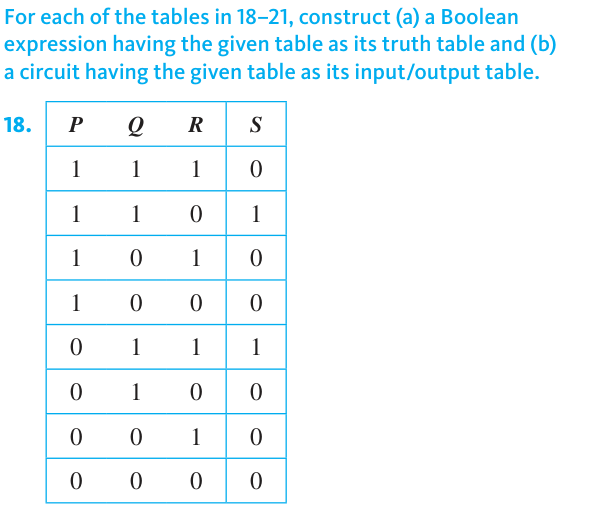 For each of the tables in 18–21, construct (a) a Boolean
expression having the given table as its truth table and (b)
a circuit having the given table as its input/output table.
18. P Q R S
1 1 1 0
1 1 0 1
1 0 1 0
1 0 0 0
0 1 1 1
0 1 0 0
0 0 1 0
0 0 0 0